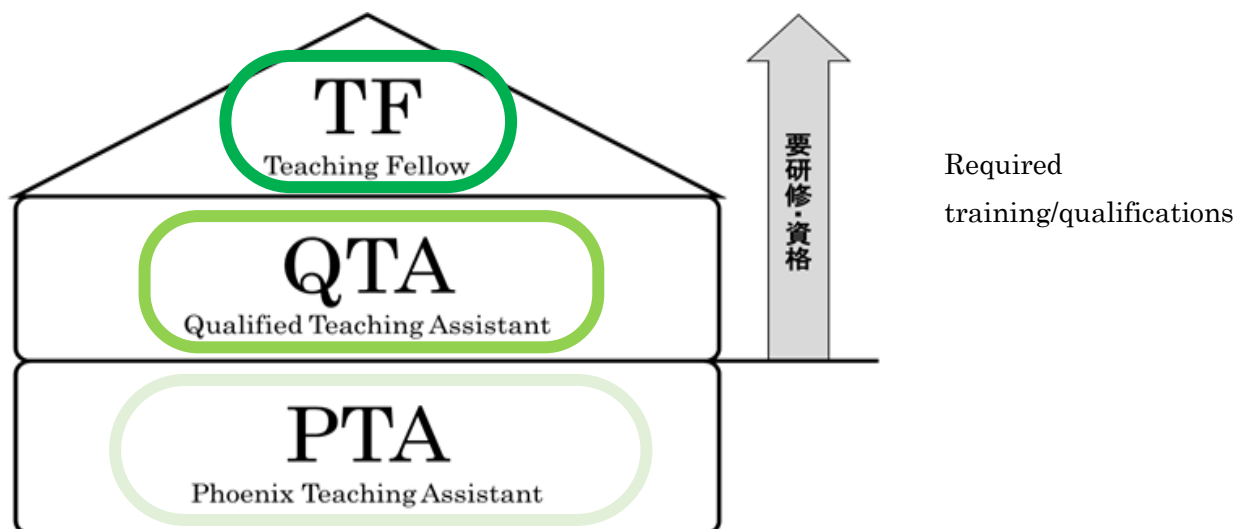 TF
Teaching Fellow
QTA
Qualified Teaching Assistant
PTA
Phoenix Teaching Assistant
要研修・資格
Required
training/qualifications